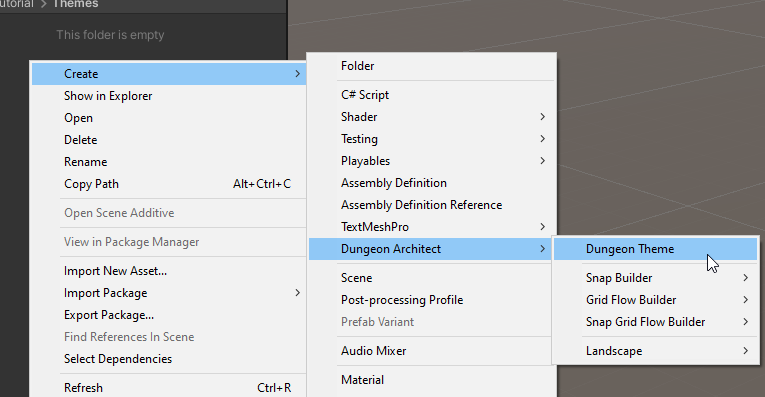 utorial > Themes
This folder is empty
Create
Show in Explorer
Open
Delete
Rename
Copy Path Alt+Ctrl+C
Open Scene Additive
View in Package Manager
Import New Asset...
Import Package
Export Package...
Find References In Scene
Select Dependencies
Refresh Ctrl+R
Folder
C# Script
Shader
Testing
Playables
Assembly Definition
Assembly Definition Reference
TextMeshPro
Dungeon Architect
Scene
Post-processing Profile
Prefab Variant
Audio Mixer
Material
Dungeon Theme
Snap Builder
Grid Flow Builder
Snap Grid Flow Builder
Landscape